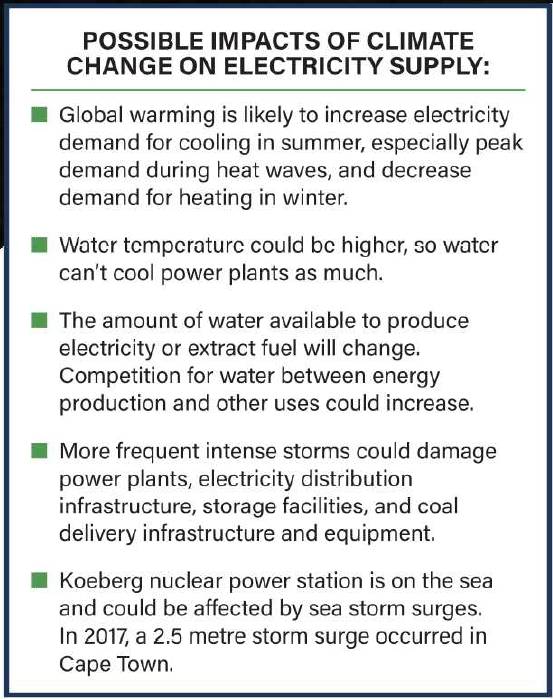 POSSIBLE IMPACTS OF CLIMATE
CHANGE ON ELECTRICITY SUPPLY:
Global warming is likely to increase electricity
demand for cooling in summer, especially peak
demand during heat waves, and decrease
demand for heating in winter.
Water temperature could be higher, so water
can't cool power plants as much.
The amount of water available to produce
electricity or extract fuel will change.
Competition for water between energy
production and other uses could increase.
More frequent intense storms could damage
power plants, electricity distribution
infrastructure, storage facilities, and coal
delivery infrastructure and equipment.
Koeberg nuclear power station is on the sea
and could be affected by sea storm surges.
In 2017, a 2.5 metre storm surge occurred in
Cape Town.